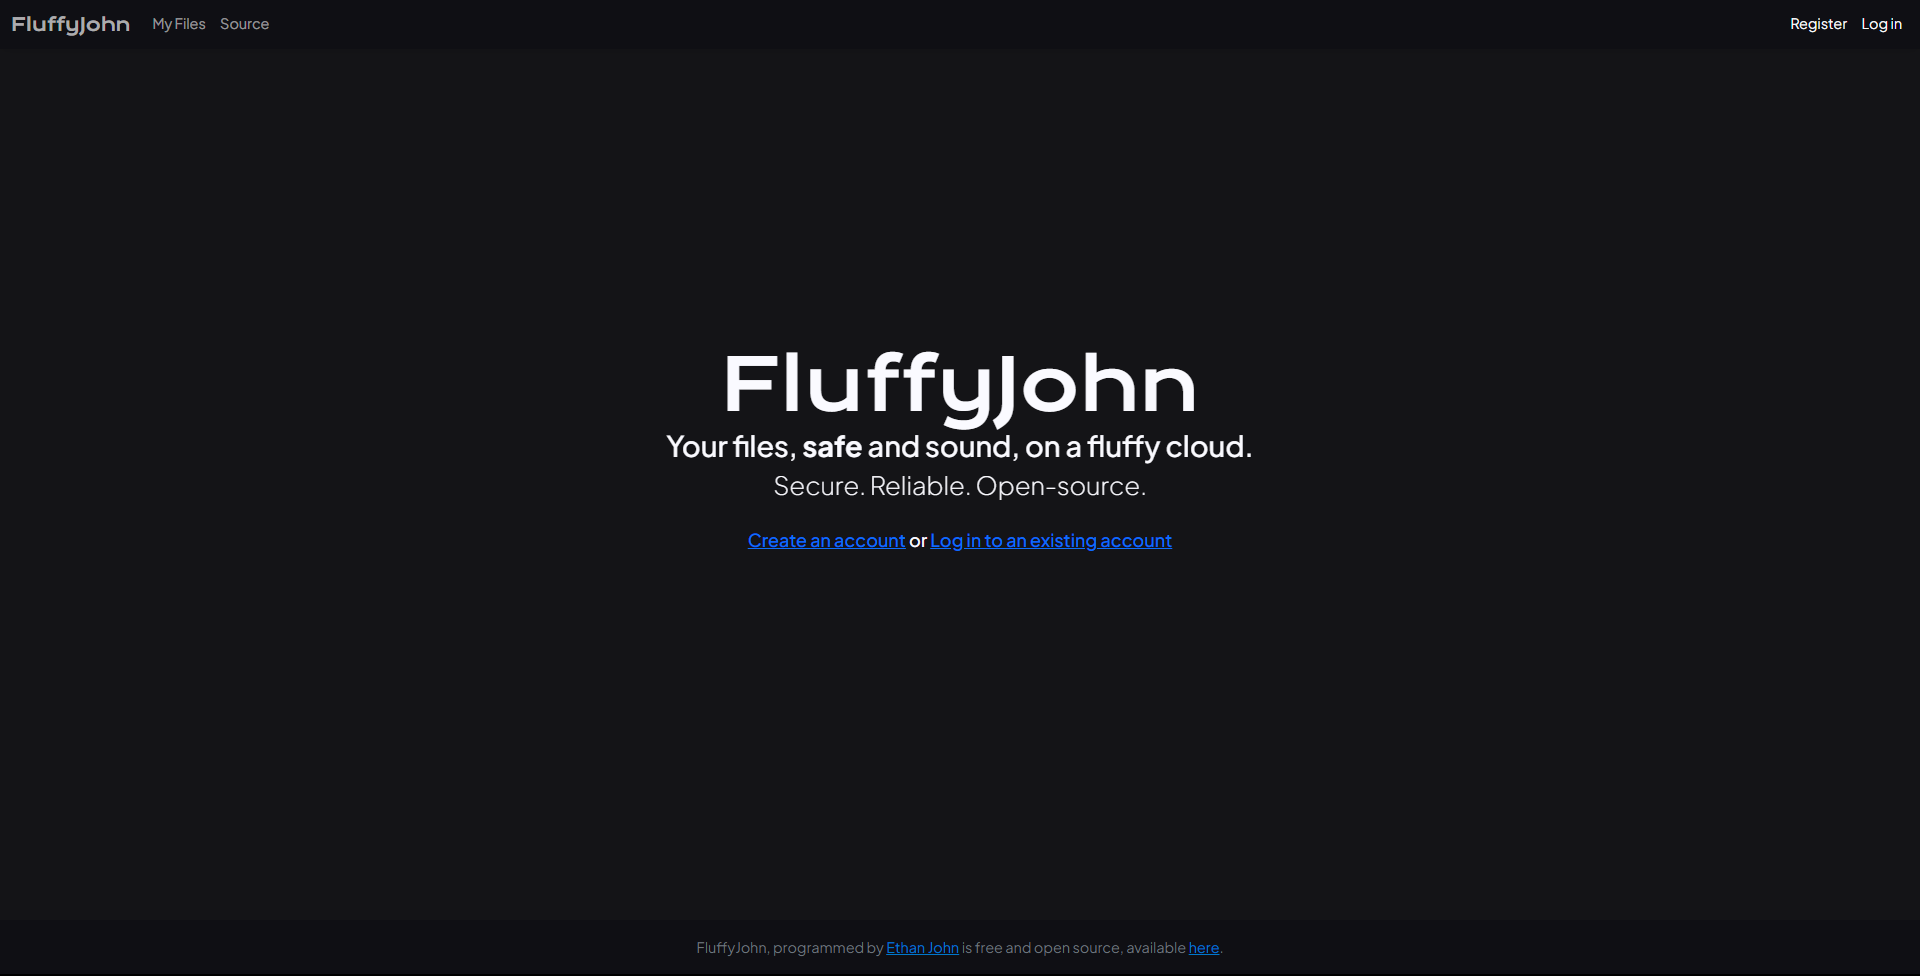 FluffyJohn My Files Source Register Log in
FluffyJohn
Your files, safe and sound, on a fluffy cloud.
Secure. Reliable. Open-source.
Create an account or Log in to an existing account
FluffyJohn, programmed by Ethan John is free and open source, available here.